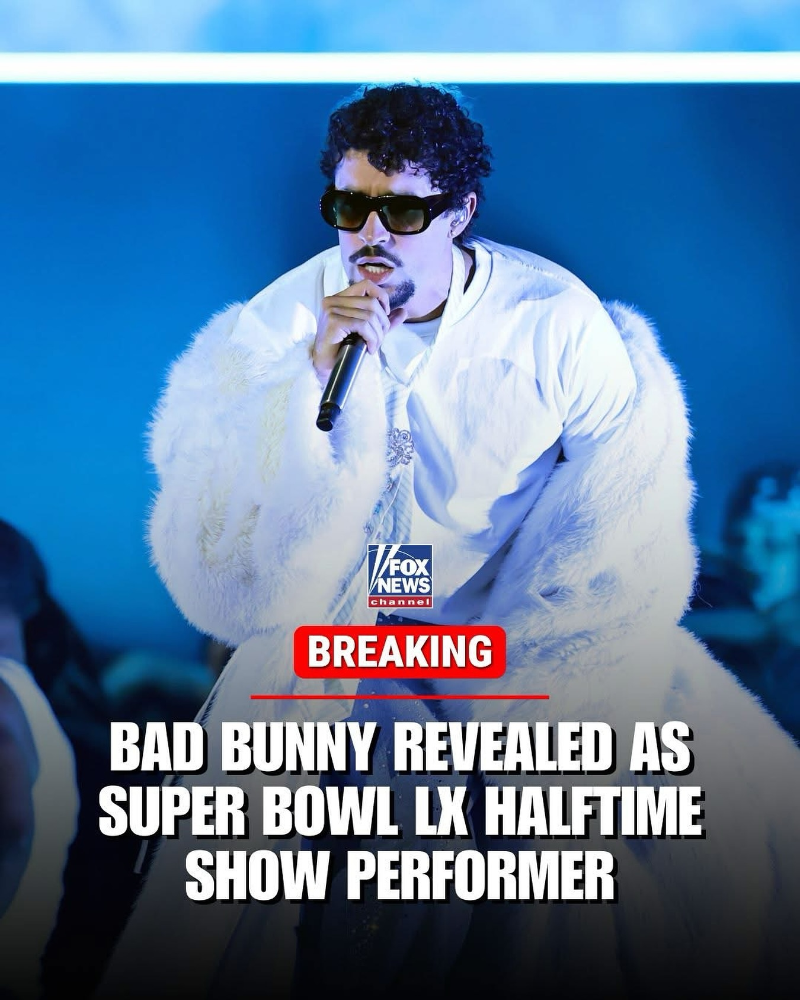 FOX
NEWS
channel
BREAKING
BAD BUNNY REVEALED AS
SUPER BOWL LX HALFTIME
SHOW PERFORMER